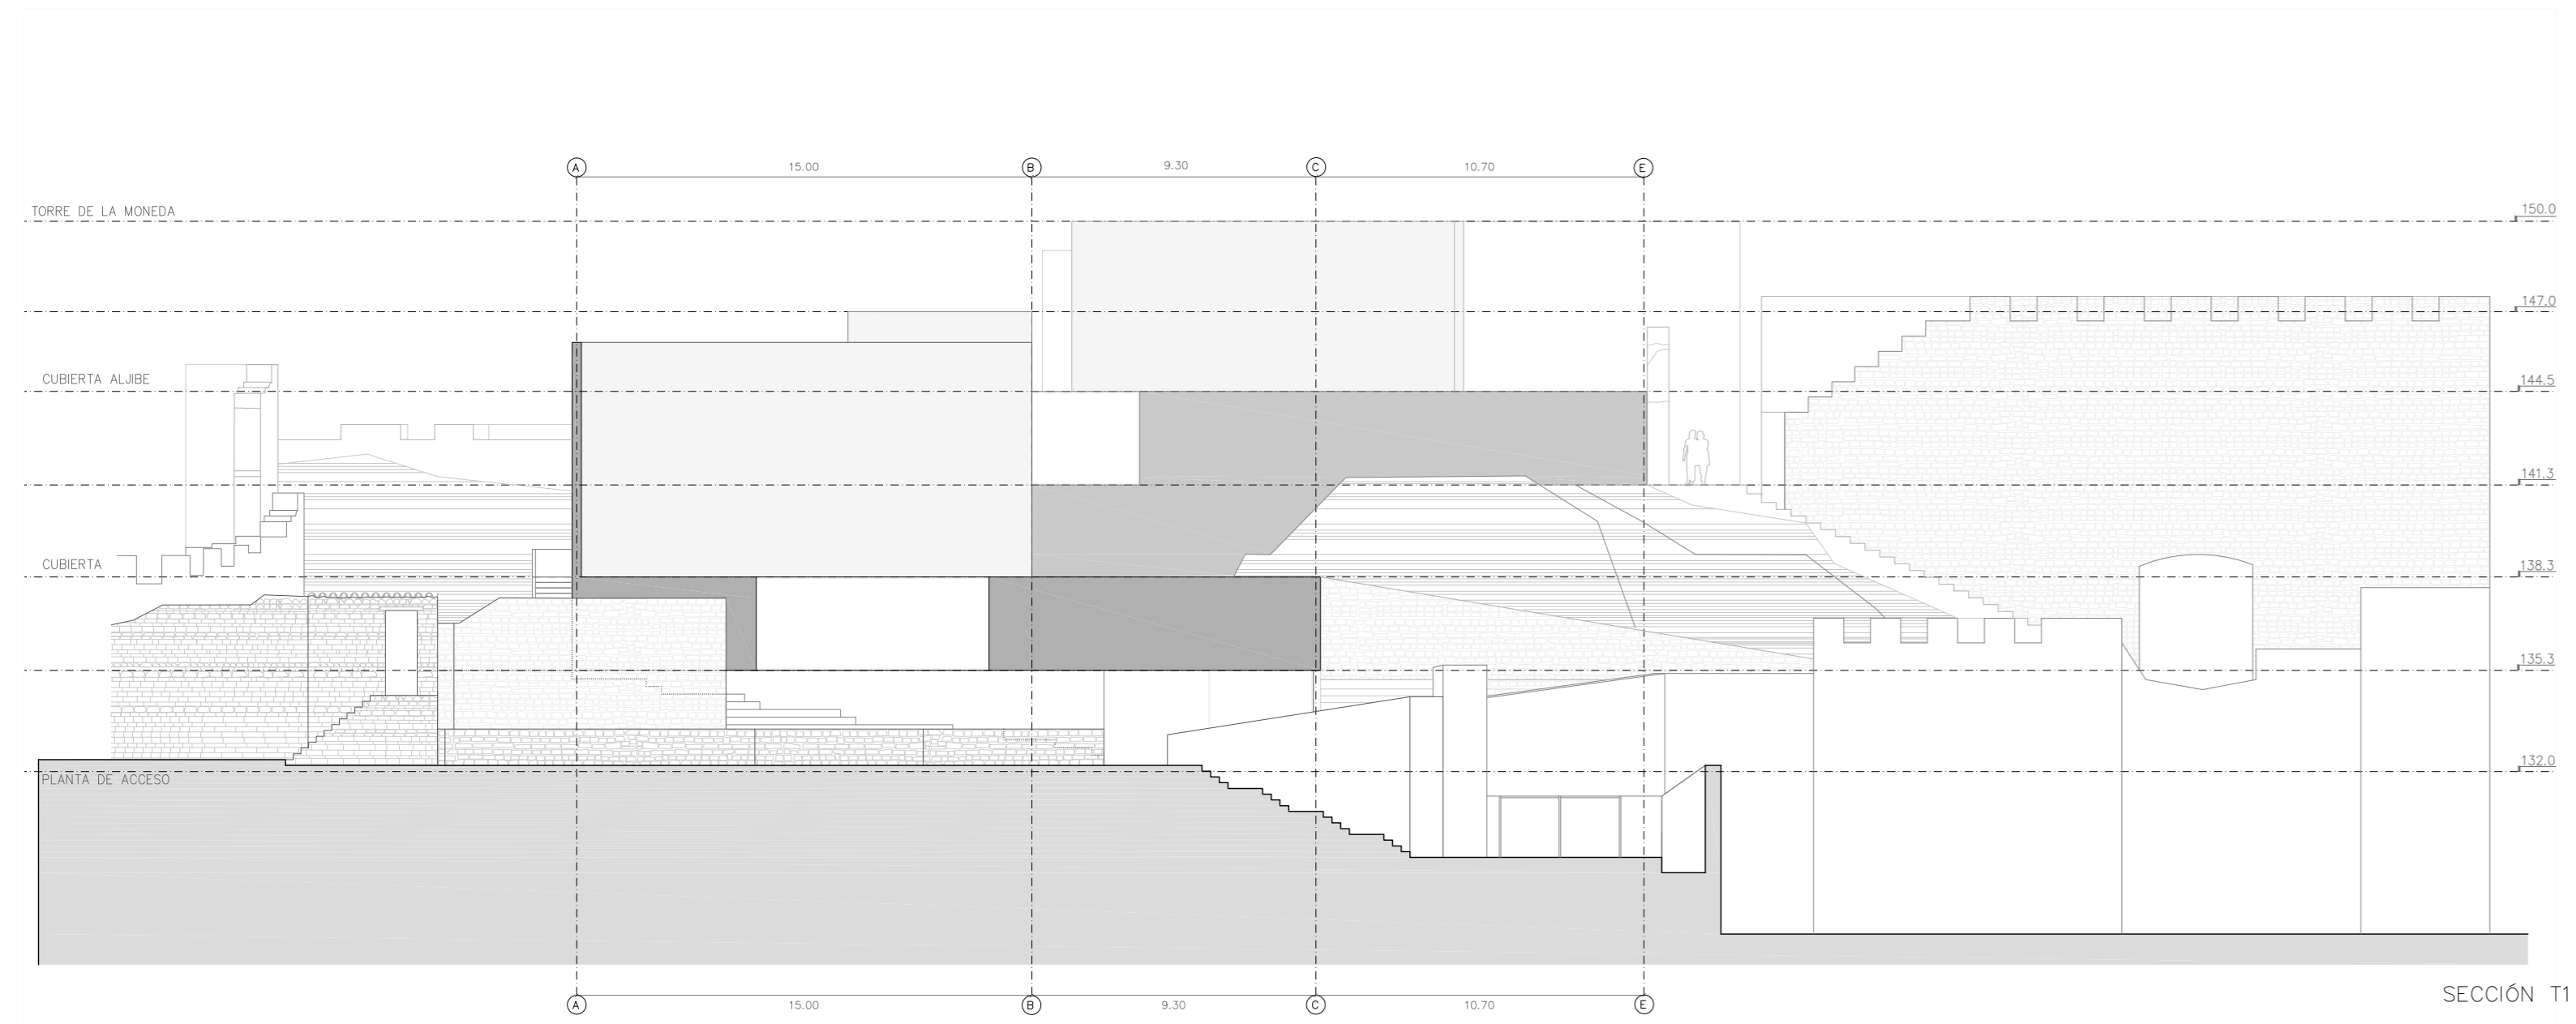 A 15.00 B 9.30 C 10.70 E
TORRE DE LA MONEDA 150.0
147.0
CUBIERTA ALJIBE 144.5
141.3
CUBIERTA 138.3
135.3
132.0
PLANTA DE ACCESO
A 15.00 B 9.30 C 10.70 E
SECCIÓN T1